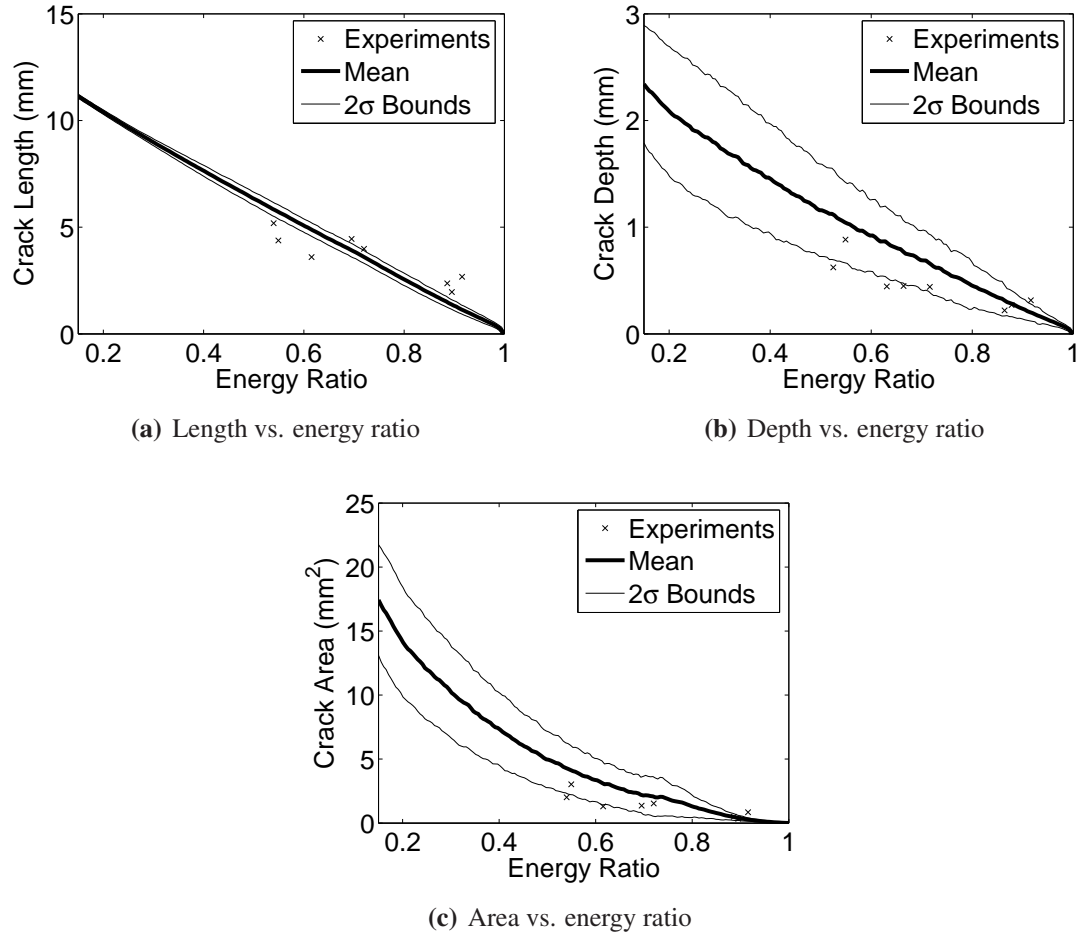 15
10
5
0
Crack Length (mm)
0.2 0.4 0.6 0.8 1
Energy Ratio
Experiments
Mean
2σ Bounds
(a) Length vs. energy ratio
3
2
1
0
Crack Depth (mm)
0.2 0.4 0.6 0.8 1
Energy Ratio
Experiments
Mean
2σ Bounds
(b) Depth vs. energy ratio
25
20
15
10
5
0
Crack Area (mm²)
0.2 0.4 0.6 0.8 1
Energy Ratio
Experiments
Mean
2σ Bounds
(c) Area vs. energy ratio